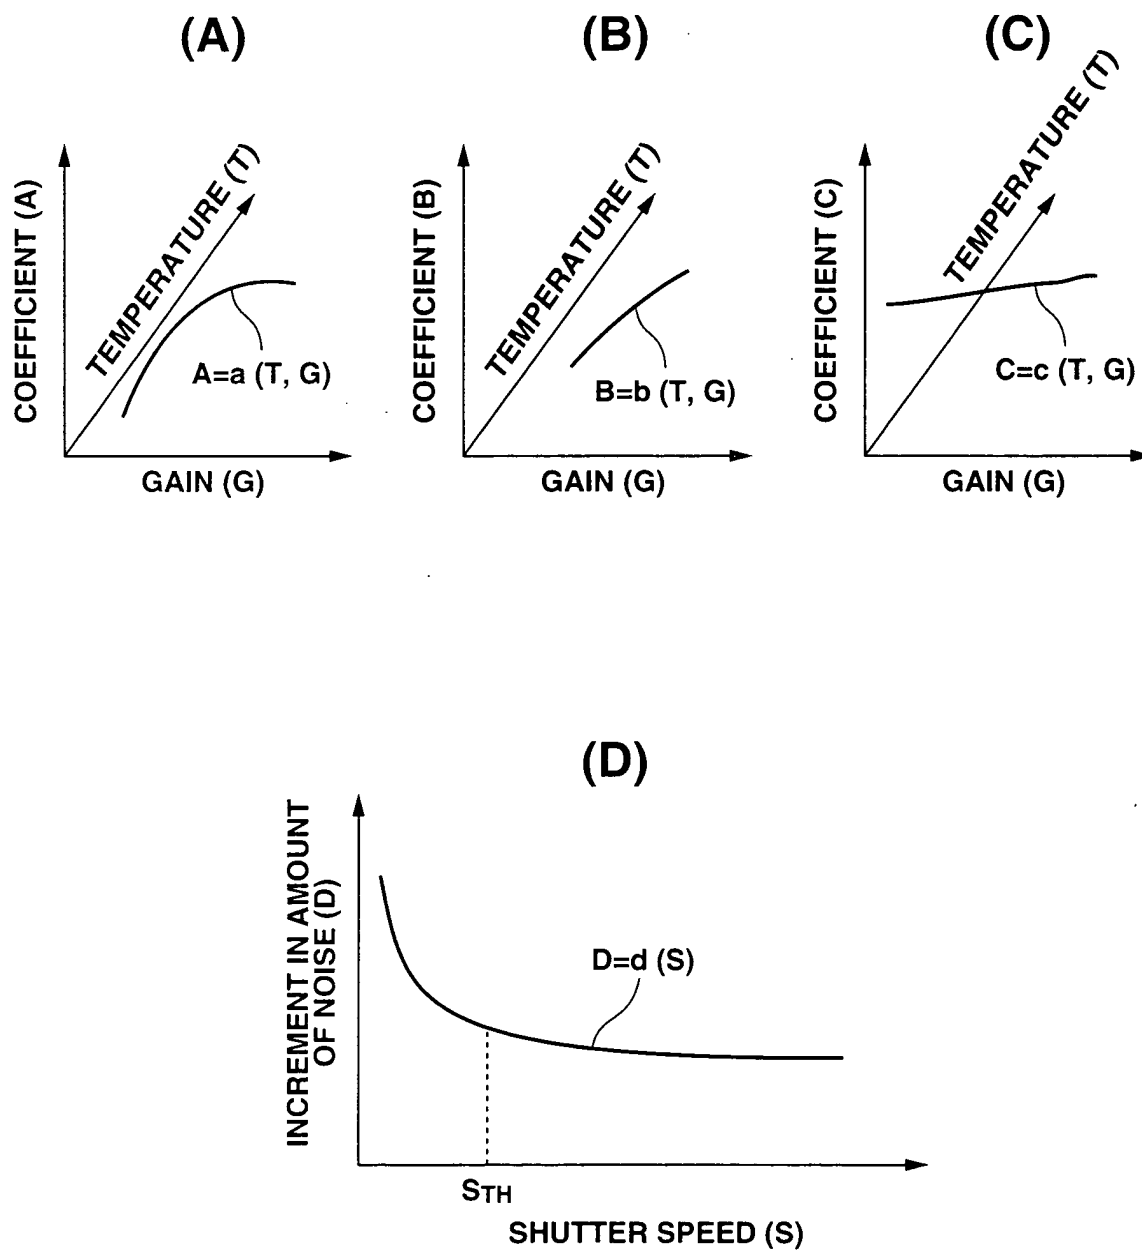 (A)
COEFFICIENT (A)
TEMPERATURE (T)
A=a (T, G)
GAIN (G)
(B)
COEFFICIENT (B)
TEMPERATURE (T)
B=b (T, G)
GAIN (G)
(C)
COEFFICIENT (C)
TEMPERATURE (T)
C=c (T, G)
GAIN (G)
(D)
INCREMENT IN AMOUNT
OF NOISE (D)
D=d (S)
STH
SHUTTER SPEED (S)